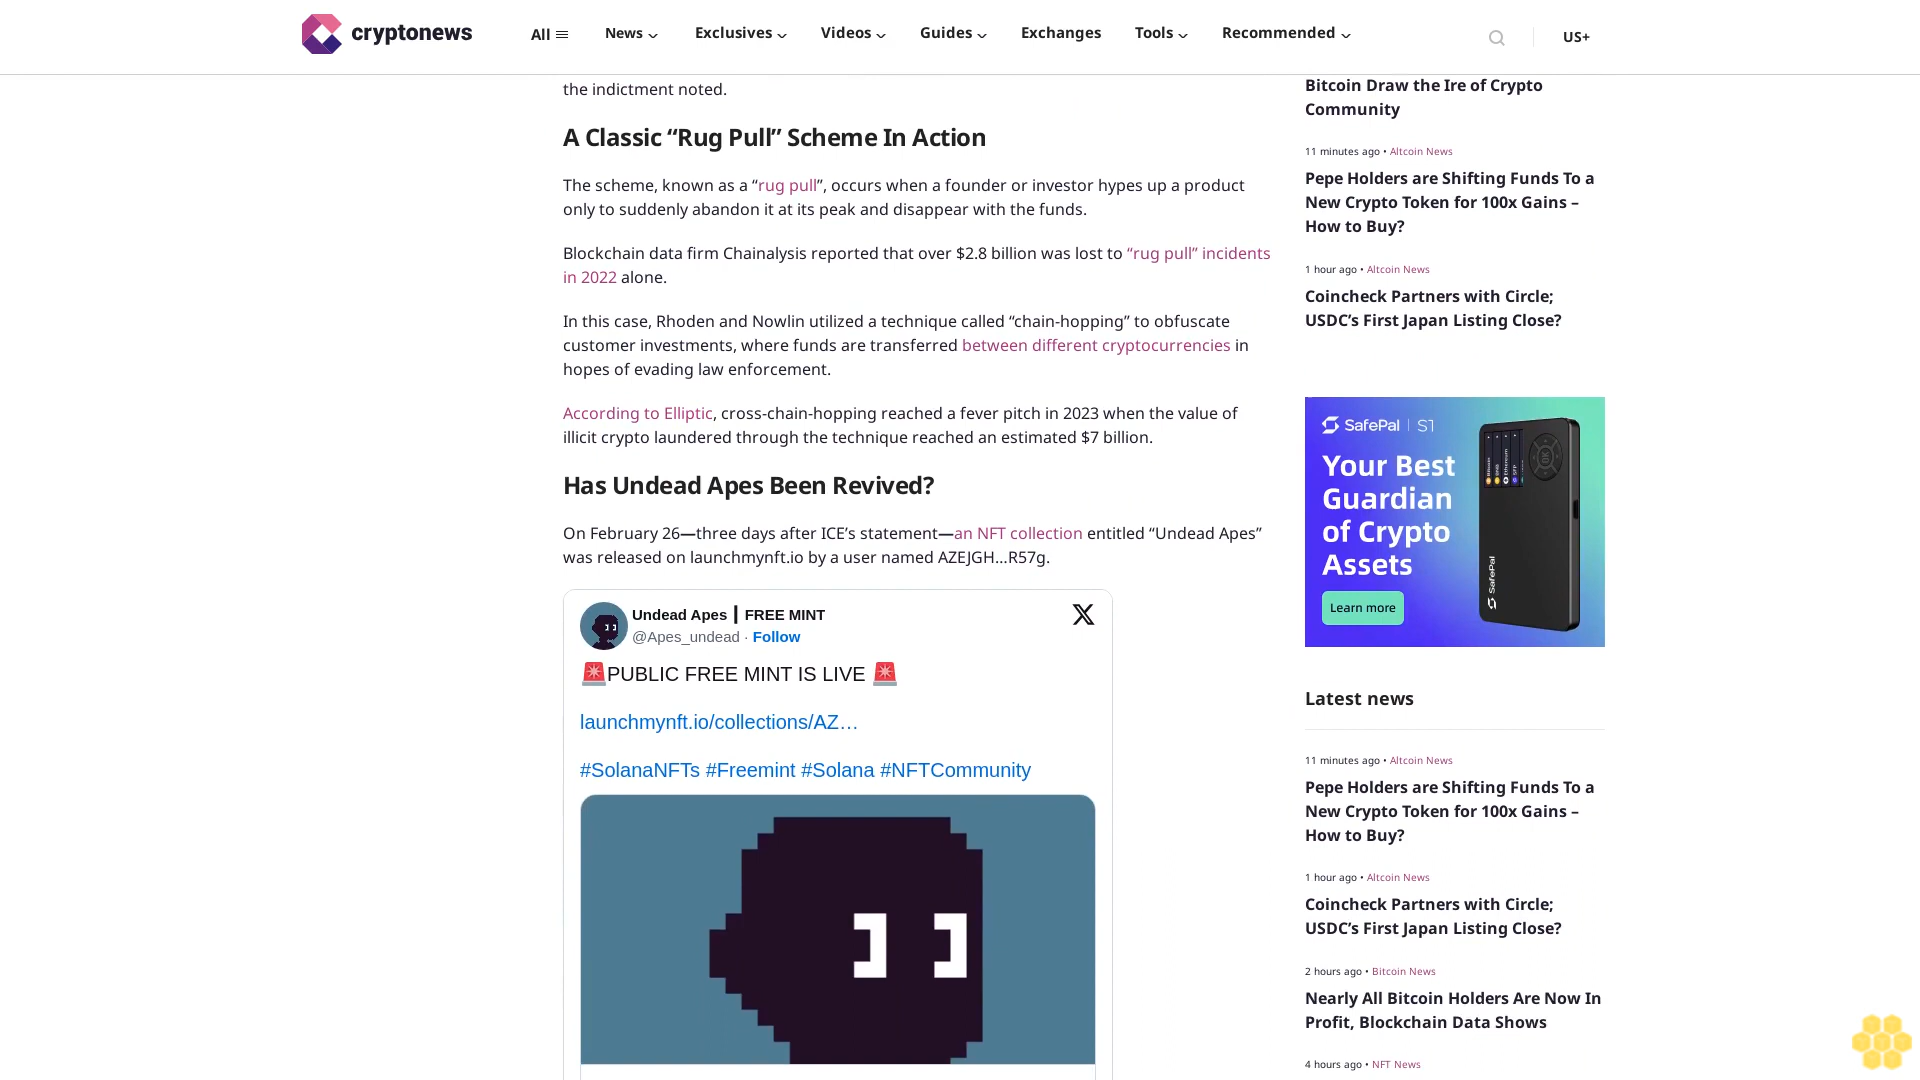 cryptonews
All
News
Exclusives
Videos
Guides
Exchanges
Tools
Recommended
US+
the indictment noted.
A Classic “Rug Pull” Scheme In Action
The scheme, known as a “rug pull”, occurs when a founder or investor hypes up a product
only to suddenly abandon it at its peak and disappear with the funds.
Blockchain data firm Chainalysis reported that over $2.8 billion was lost to “rug pull” incidents
in 2022 alone.
In this case, Rhoden and Nowlin utilized a technique called “chain-hopping” to obfuscate
customer investments, where funds are transferred between different cryptocurrencies in
hopes of evading law enforcement.
According to Elliptic, cross-chain-hopping reached a fever pitch in 2023 when the value of
illicit crypto laundered through the technique reached an estimated $7 billion.
Has Undead Apes Been Revived?
On February 26—three days after ICE’s statement—an NFT collection entitled “Undead Apes”
was released on launchmynft.io by a user named AZEJGH…R57g.
Undead Apes ┃ FREE MINT
@Apes_undead · Follow
🚨PUBLIC FREE MINT IS LIVE 🚨
launchmynft.io/collections/AZ…
#SolanaNFTs #Freemint #Solana #NFTCommunity
Bitcoin Draw the Ire of Crypto
Community
11 minutes ago • Altcoin News
Pepe Holders are Shifting Funds To a
New Crypto Token for 100x Gains –
How to Buy?
1 hour ago • Altcoin News
Coincheck Partners with Circle;
USDC’s First Japan Listing Close?
SafePal | S1
Your Best
Guardian
of Crypto
Assets
Learn more
OK
SafePal
Latest news
11 minutes ago • Altcoin News
Pepe Holders are Shifting Funds To a
New Crypto Token for 100x Gains –
How to Buy?
1 hour ago • Altcoin News
Coincheck Partners with Circle;
USDC’s First Japan Listing Close?
2 hours ago • Bitcoin News
Nearly All Bitcoin Holders Are Now In
Profit, Blockchain Data Shows
4 hours ago • NFT News